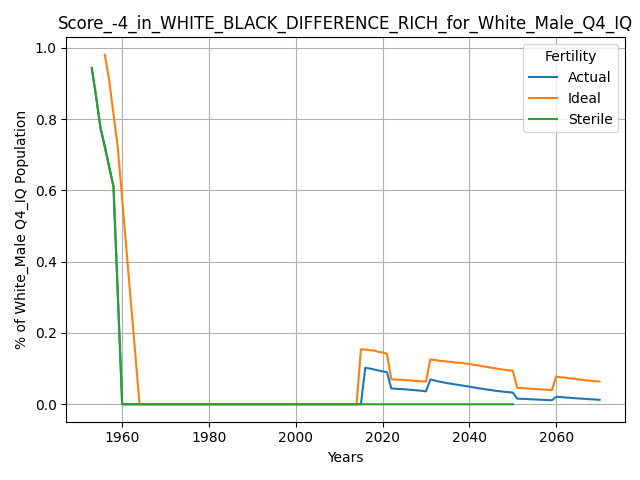 Score_-4_in_WHITE_BLACK_DIFFERENCE_RICH_for_White_Male_Q4_IQ
Fertility
Actual
Ideal
Sterile
% of White_Male Q4_IQ Population
1.0
0.8
0.6
0.4
0.2
0.0
1960
1980
2000
2020
2040
2060
Years